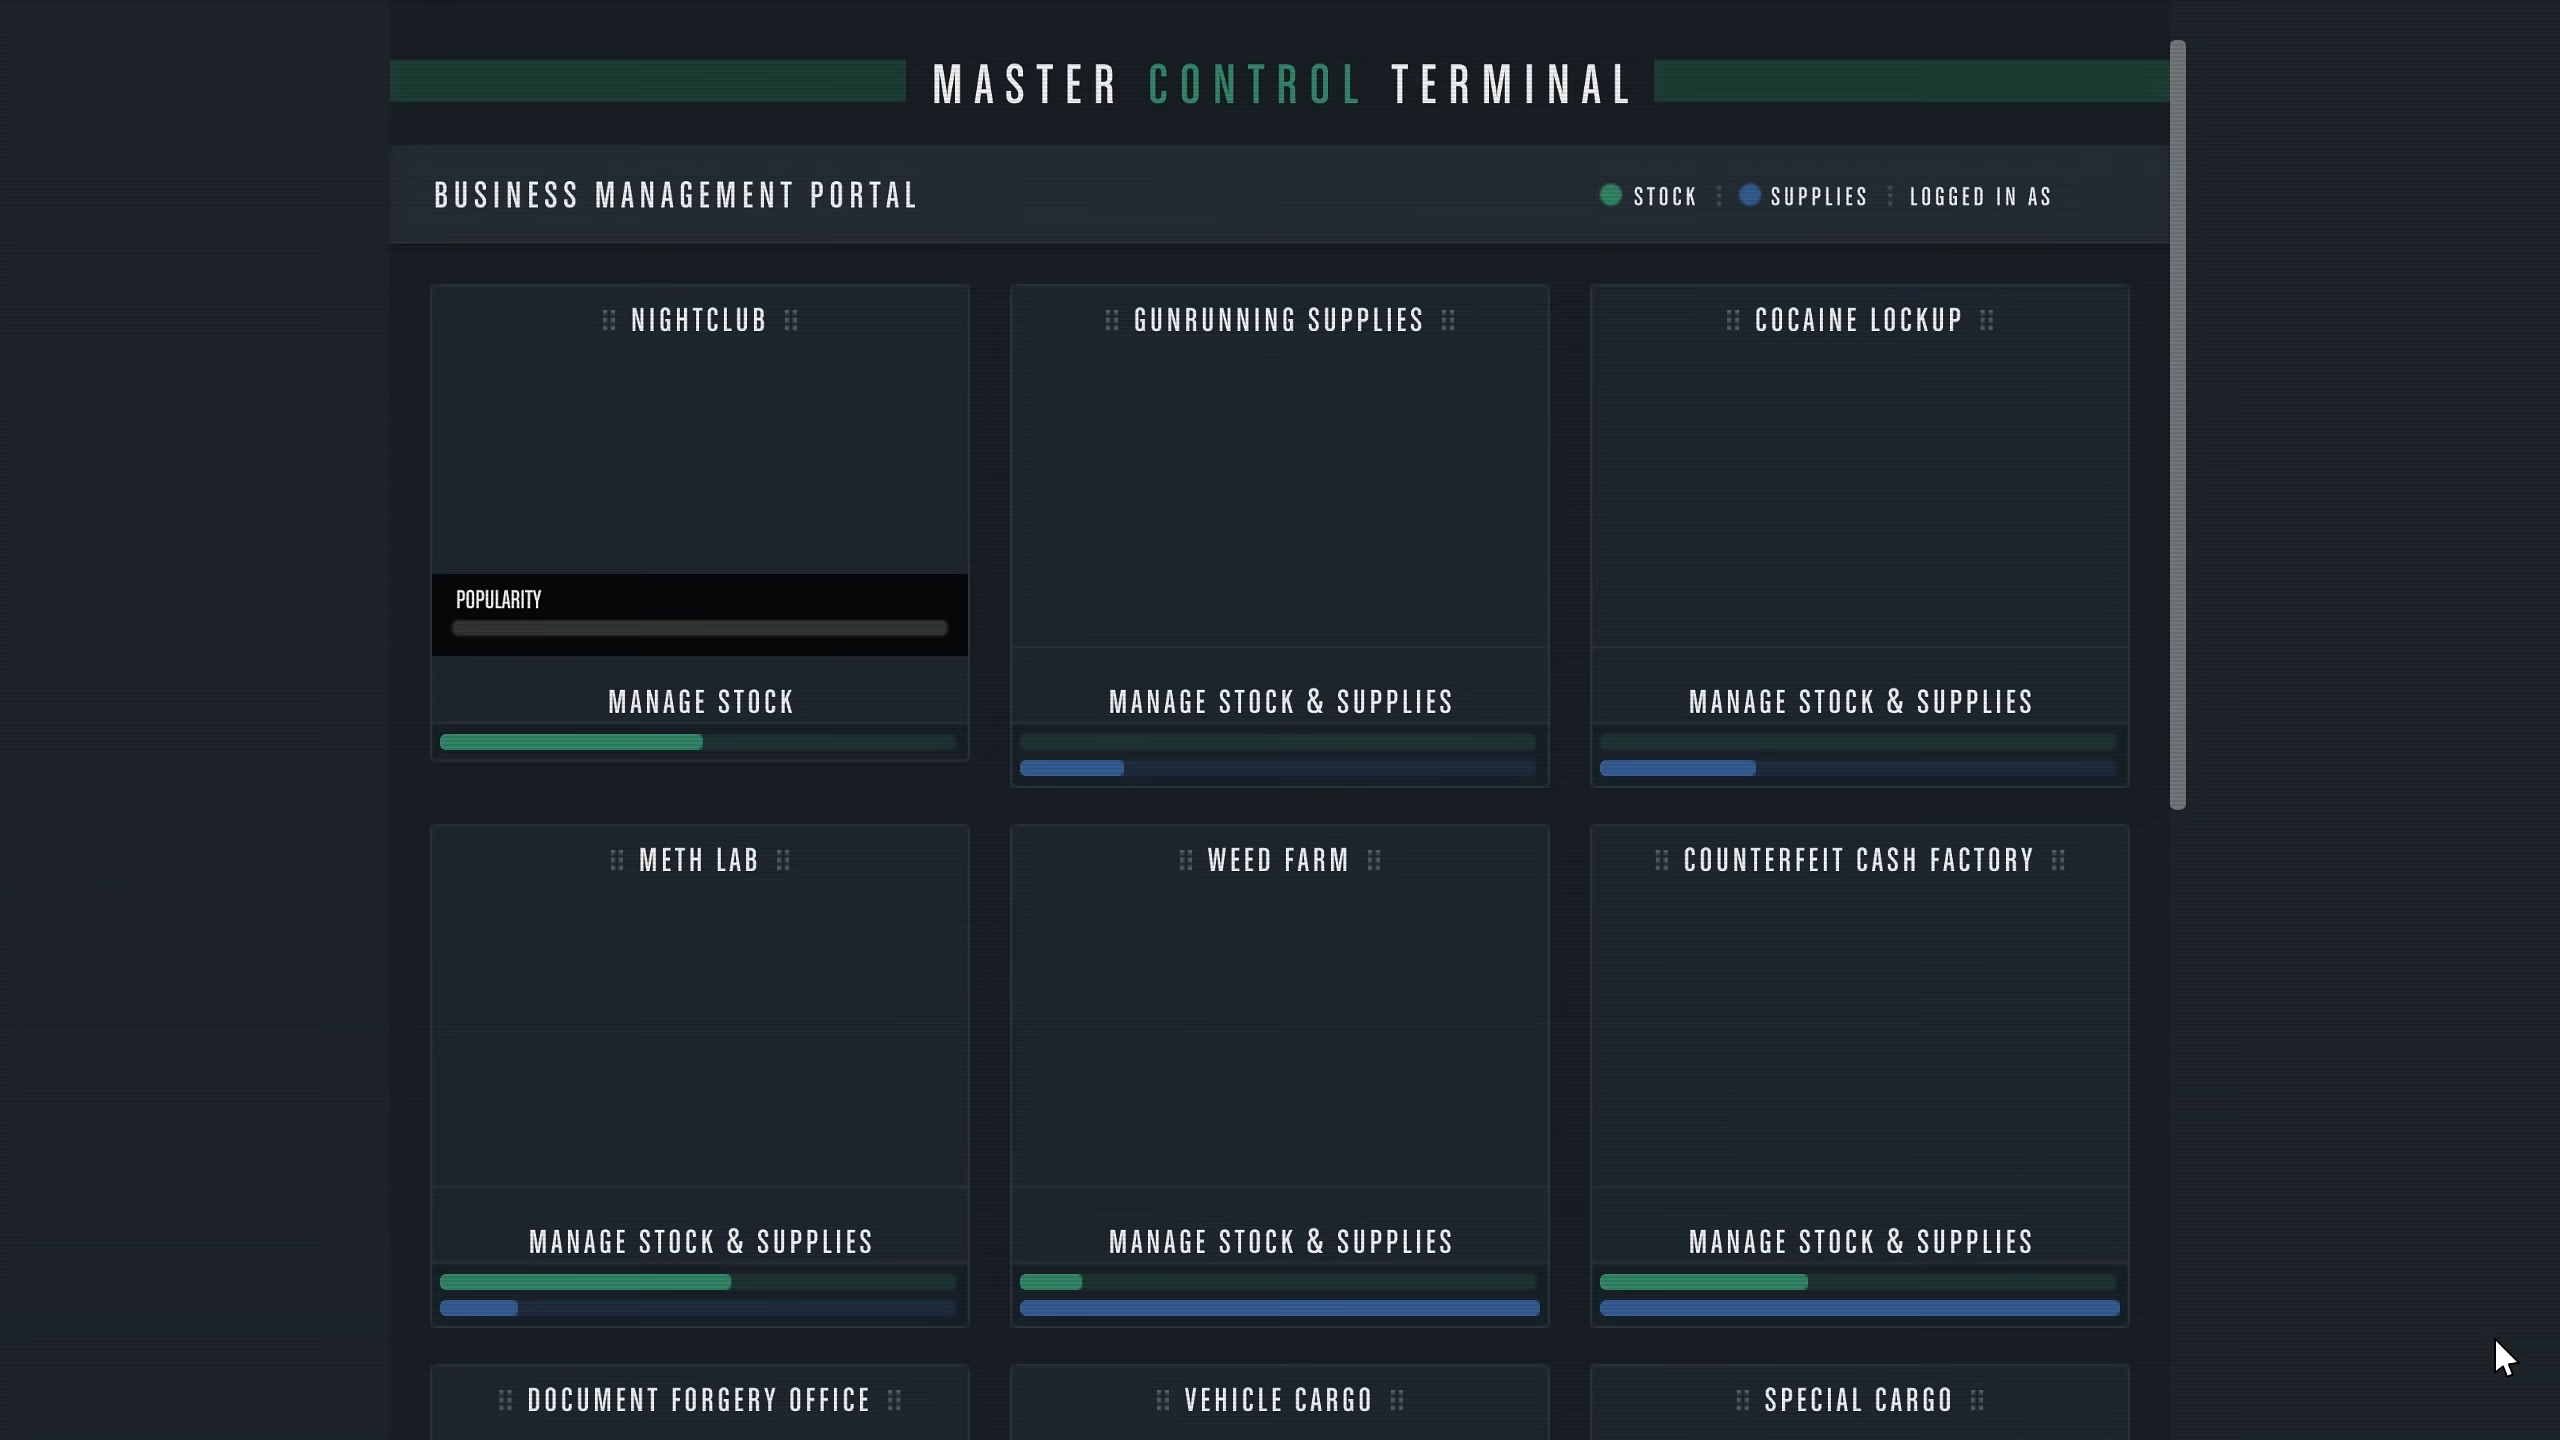 MASTER CONTROL TERMINAL
BUSINESS MANAGEMENT PORTAL
STOCK
SUPPLIES
LOGGED IN AS
NIGHTCLUB
GUNRUNNING SUPPLIES
COCAINE LOCKUP
POPULARITY
MANAGE STOCK
MANAGE STOCK & SUPPLIES
MANAGE STOCK & SUPPLIES
METH LAB
WEED FARM
COUNTERFEIT CASH FACTORY
MANAGE STOCK & SUPPLIES
MANAGE STOCK & SUPPLIES
MANAGE STOCK & SUPPLIES
DOCUMENT FORGERY OFFICE
VEHICLE CARGO
SPECIAL CARGO